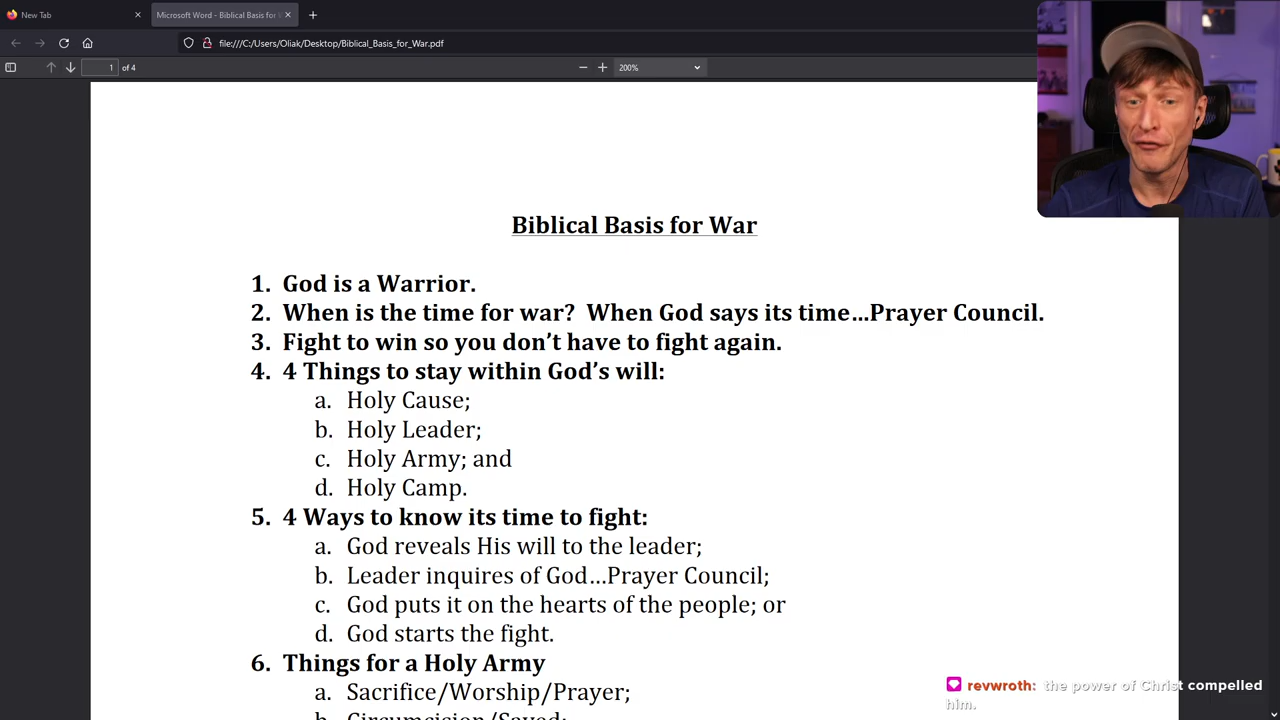 New Tab
Microsoft Word - Biblical Basis for W
file:///C:/Users/Oliak/Desktop/Biblical_Basis_for_War.pdf
1 of 4
200%
Biblical Basis for War
1. God is a Warrior.
2. When is the time for war? When God says its time…Prayer Council.
3. Fight to win so you don’t have to fight again.
4. 4 Things to stay within God’s will:
a. Holy Cause;
b. Holy Leader;
c. Holy Army; and
d. Holy Camp.
5. 4 Ways to know its time to fight:
a. God reveals His will to the leader;
b. Leader inquires of God…Prayer Council;
c. God puts it on the hearts of the people; or
d. God starts the fight.
6. Things for a Holy Army
a. Sacrifice/Worship/Prayer;
b. Circumcision/Saved;
revwroth: the power of Christ compelled
him.